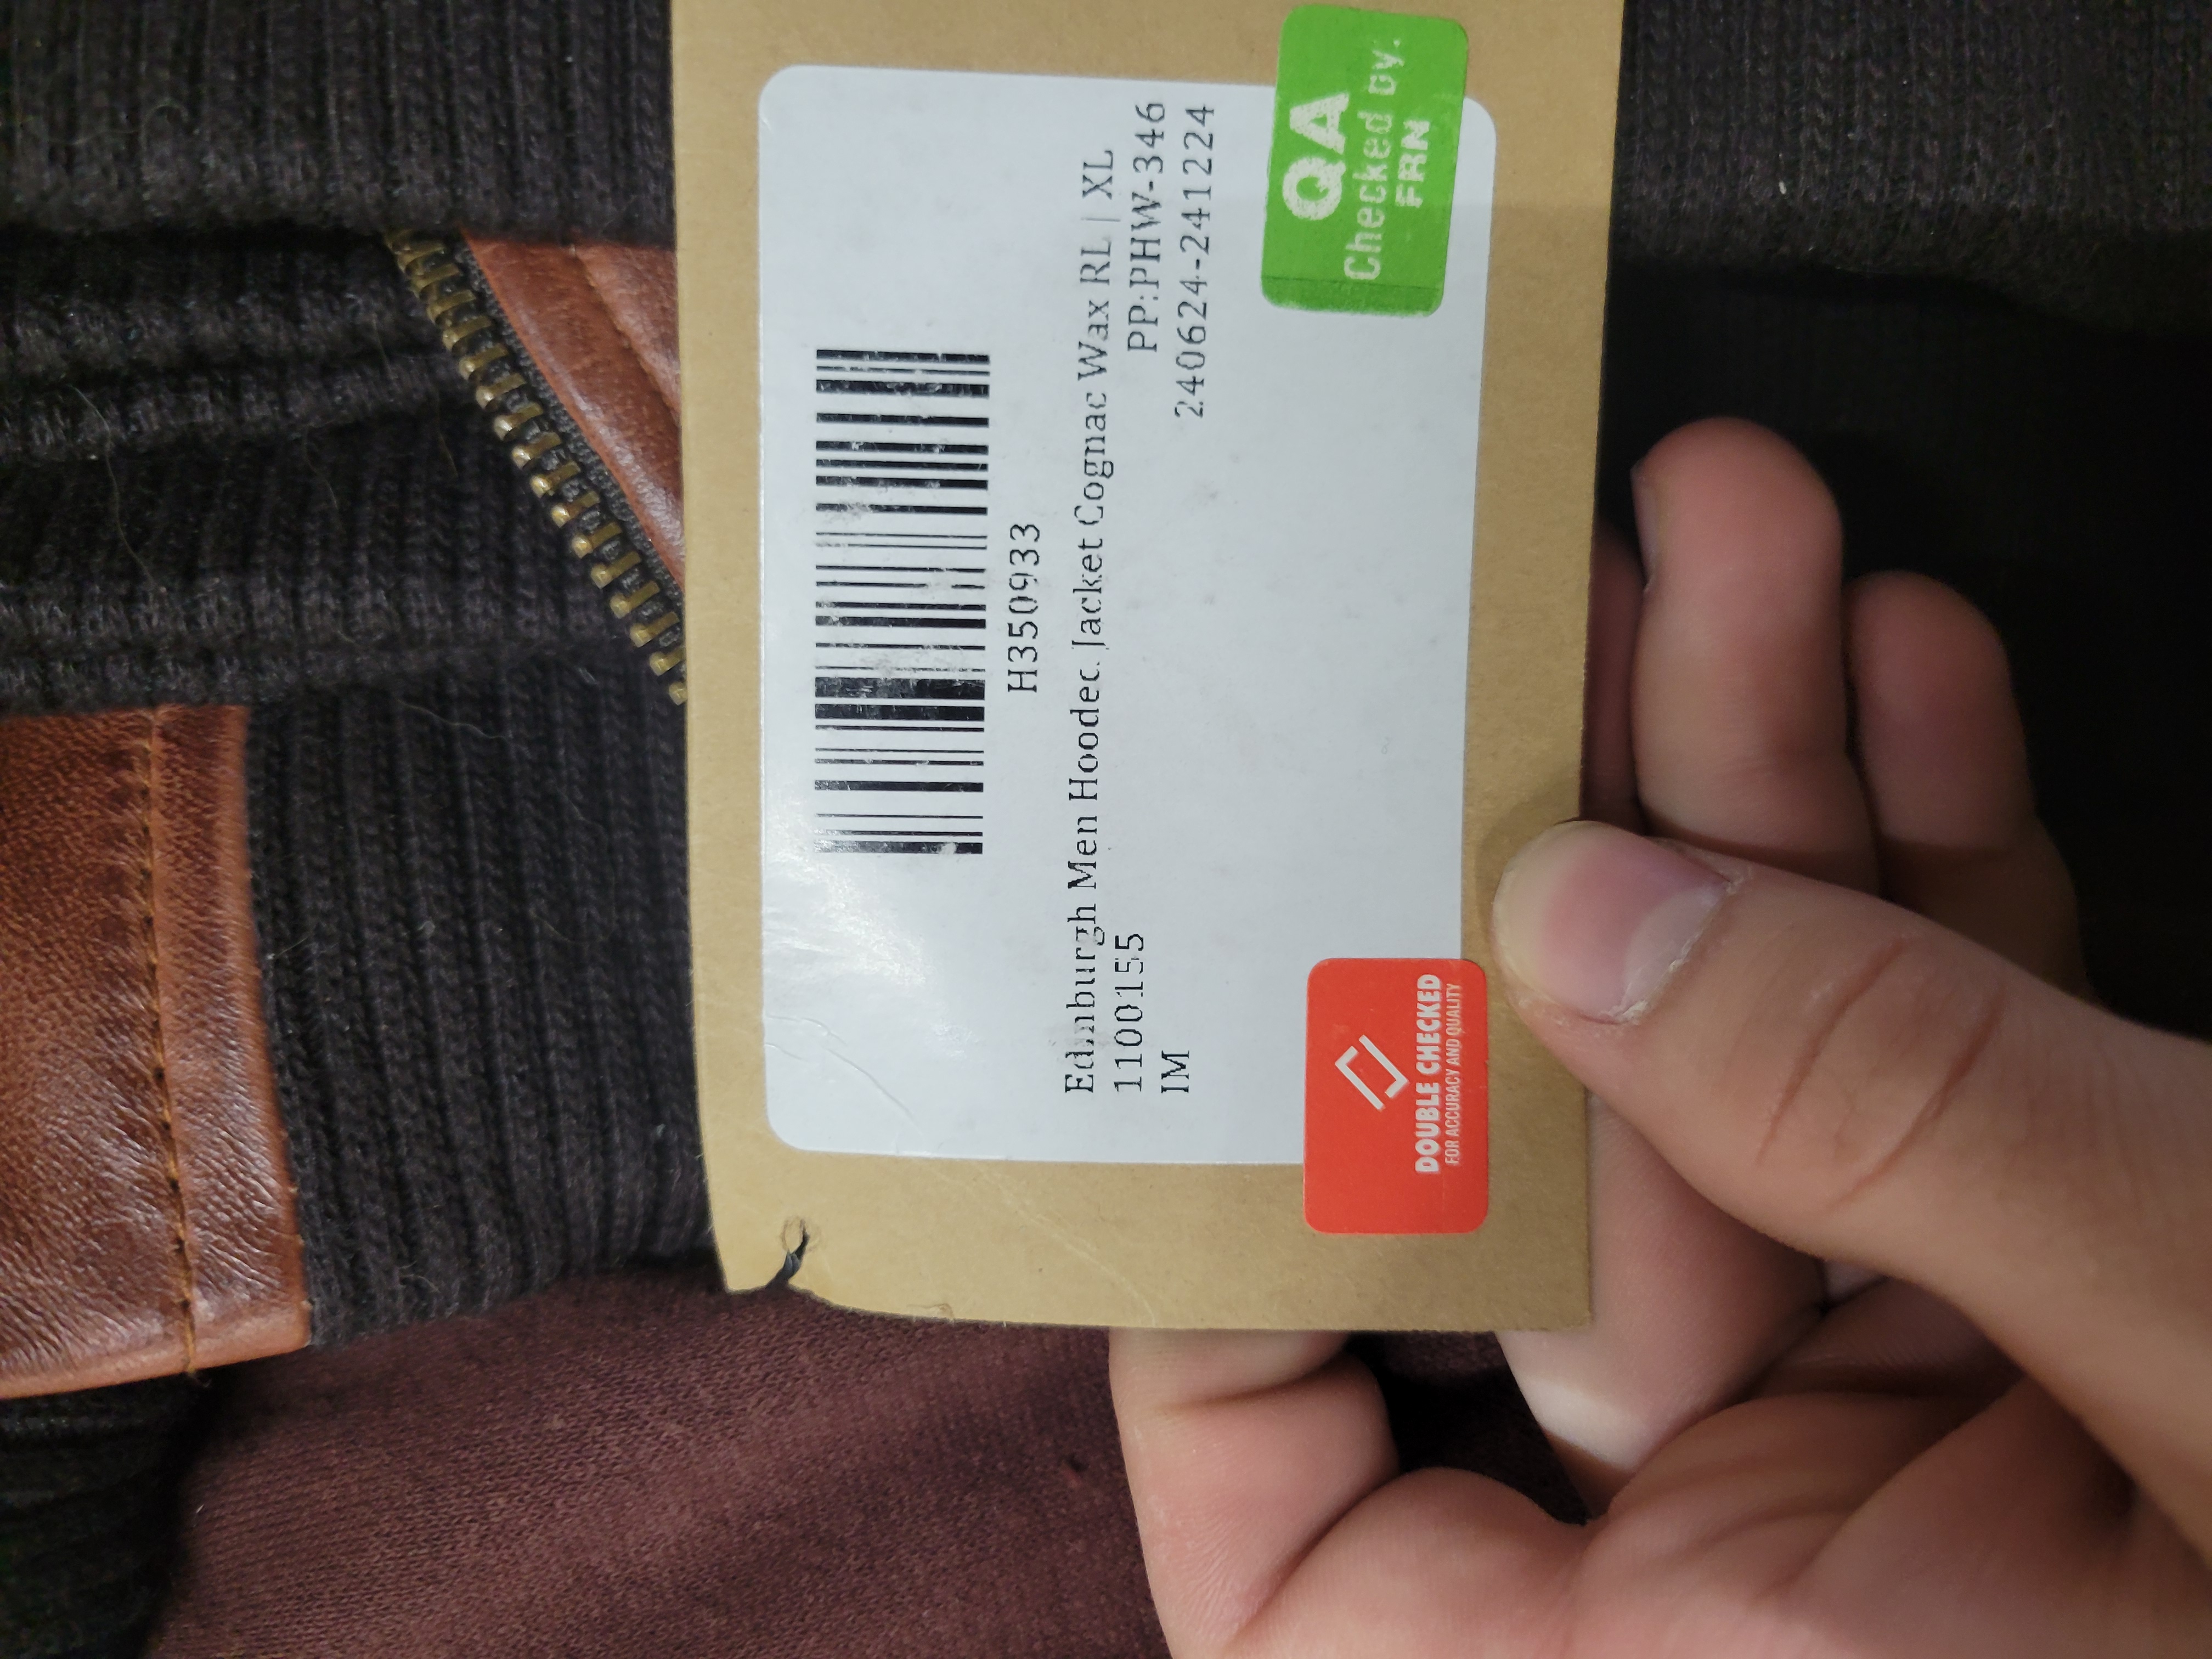 H350933
Edinburgh Men Hooded Jacket Cognac Wax RL | XL
1100155
PP:PHW-346
IM
240624-241224
DOUBLE CHECKED
FOR ACCURACY AND QUALITY
QA
Checked by:
FRN